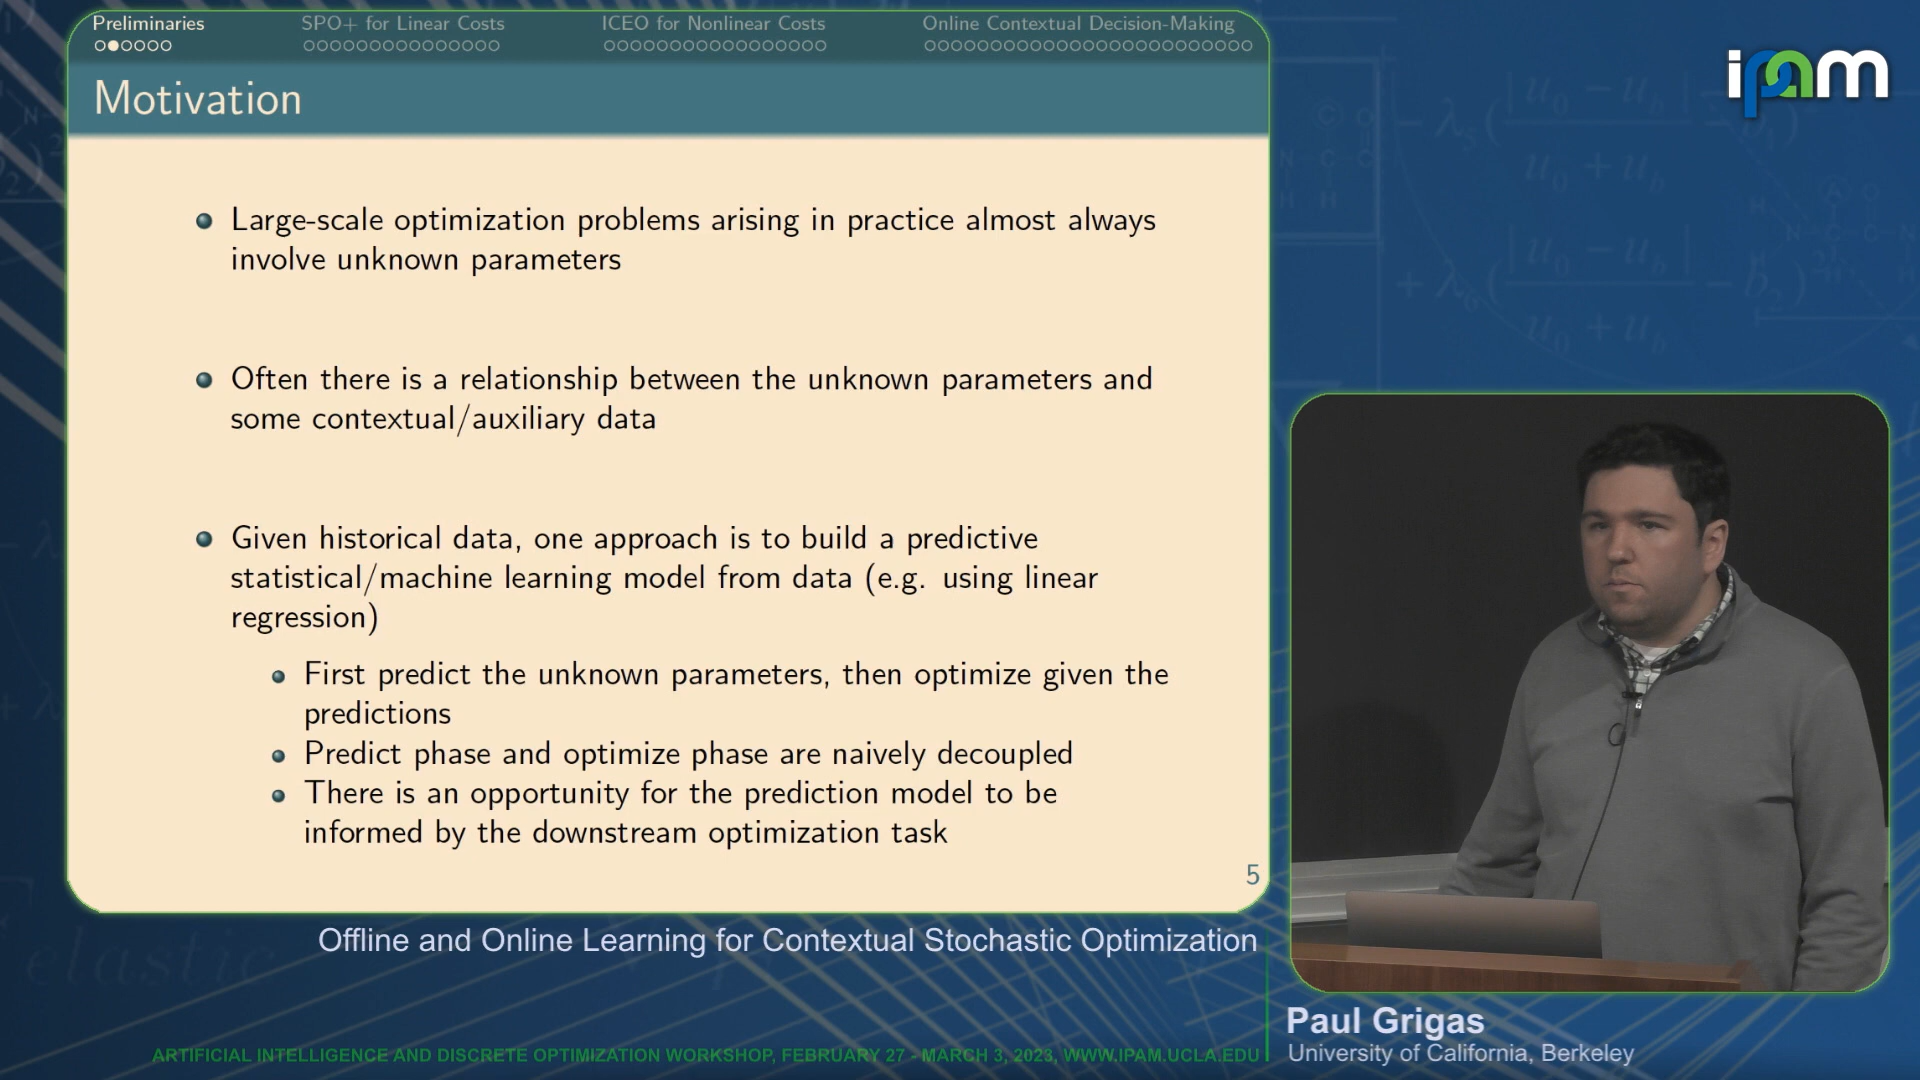 Preliminaries
SPO+ for Linear Costs
ICEO for Nonlinear Costs
Online Contextual Decision-Making
Motivation
Large-scale optimization problems arising in practice almost always
involve unknown parameters
Often there is a relationship between the unknown parameters and
some contextual/auxiliary data
Given historical data, one approach is to build a predictive
statistical/machine learning model from data (e.g. using linear
regression)
First predict the unknown parameters, then optimize given the
predictions
Predict phase and optimize phase are naively decoupled
There is an opportunity for the prediction model to be
informed by the downstream optimization task
5
ipam
Offline and Online Learning for Contextual Stochastic Optimization
Paul Grigas
University of California, Berkeley
ARTIFICIAL INTELLIGENCE AND DISCRETE OPTIMIZATION WORKSHOP, FEBRUARY 27 - MARCH 3, 2023, WWW.IPAM.UCLA.EDU
elastic